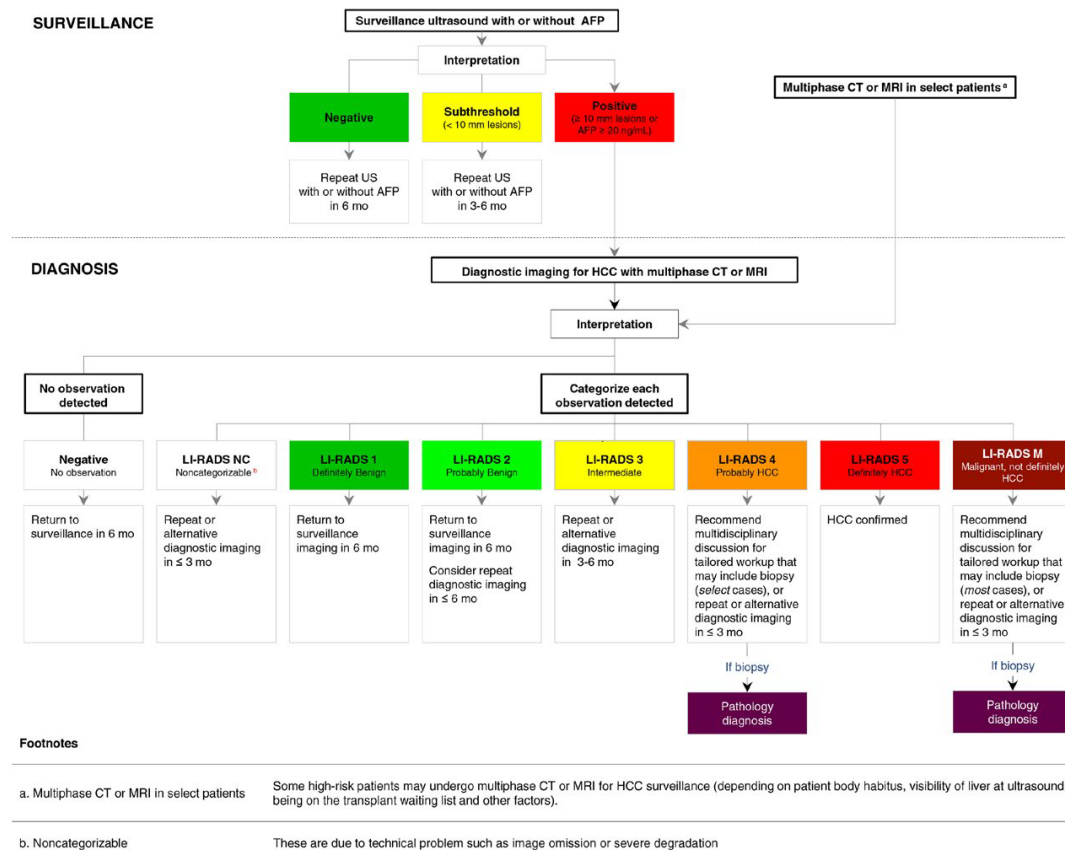 SURVEILLANCE
Surveillance ultrasound with or without AFP
Interpretation
Multiphase CT or MRI in select patients a
Negative
Subthreshold
(< 10 mm lesions)
Positive
(≥ 10 mm lesions or
AFP ≥ 20 ng/mL)
Repeat US
with or without AFP
in 6 mo
Repeat US
with or without AFP
in 3-6 mo
DIAGNOSIS
Diagnostic imaging for HCC with multiphase CT or MRI
Interpretation
No observation
detected
Categorize each
observation detected
Negative
No observation
LI-RADS NC
Noncategorizable b
LI-RADS 1
Definitely Benign
LI-RADS 2
Probably Benign
LI-RADS 3
Intermediate
LI-RADS 4
Probably HCC
LI-RADS 5
Definitely HCC
LI-RADS M
Malignant, not definitely
HCC
Return to
surveillance in 6 mo
Repeat or
alternative
diagnostic imaging
in ≤ 3 mo
Return to
surveillance
imaging in 6 mo
Return to
surveillance
imaging in 6 mo
Consider repeat
diagnostic imaging
in ≤ 6 mo
Repeat or
alternative
diagnostic imaging
in 3-6 mo
Recommend
multidisciplinary
discussion for
tailored workup that
may include biopsy
(select cases), or
repeat or alternative
diagnostic imaging
in ≤ 3 mo
HCC confirmed
Recommend
multidisciplinary
discussion for
tailored workup that
may include biopsy
(most cases), or
repeat or alternative
diagnostic imaging
in ≤ 3 mo
If biopsy
If biopsy
Pathology
diagnosis
Pathology
diagnosis
Footnotes
a. Multiphase CT or MRI in select patients
Some high-risk patients may undergo multiphase CT or MRI for HCC surveillance (depending on patient body habitus, visibility of liver at ultrasound
being on the transplant waiting list and other factors).
b. Noncategorizable
These are due to technical problem such as image omission or severe degradation